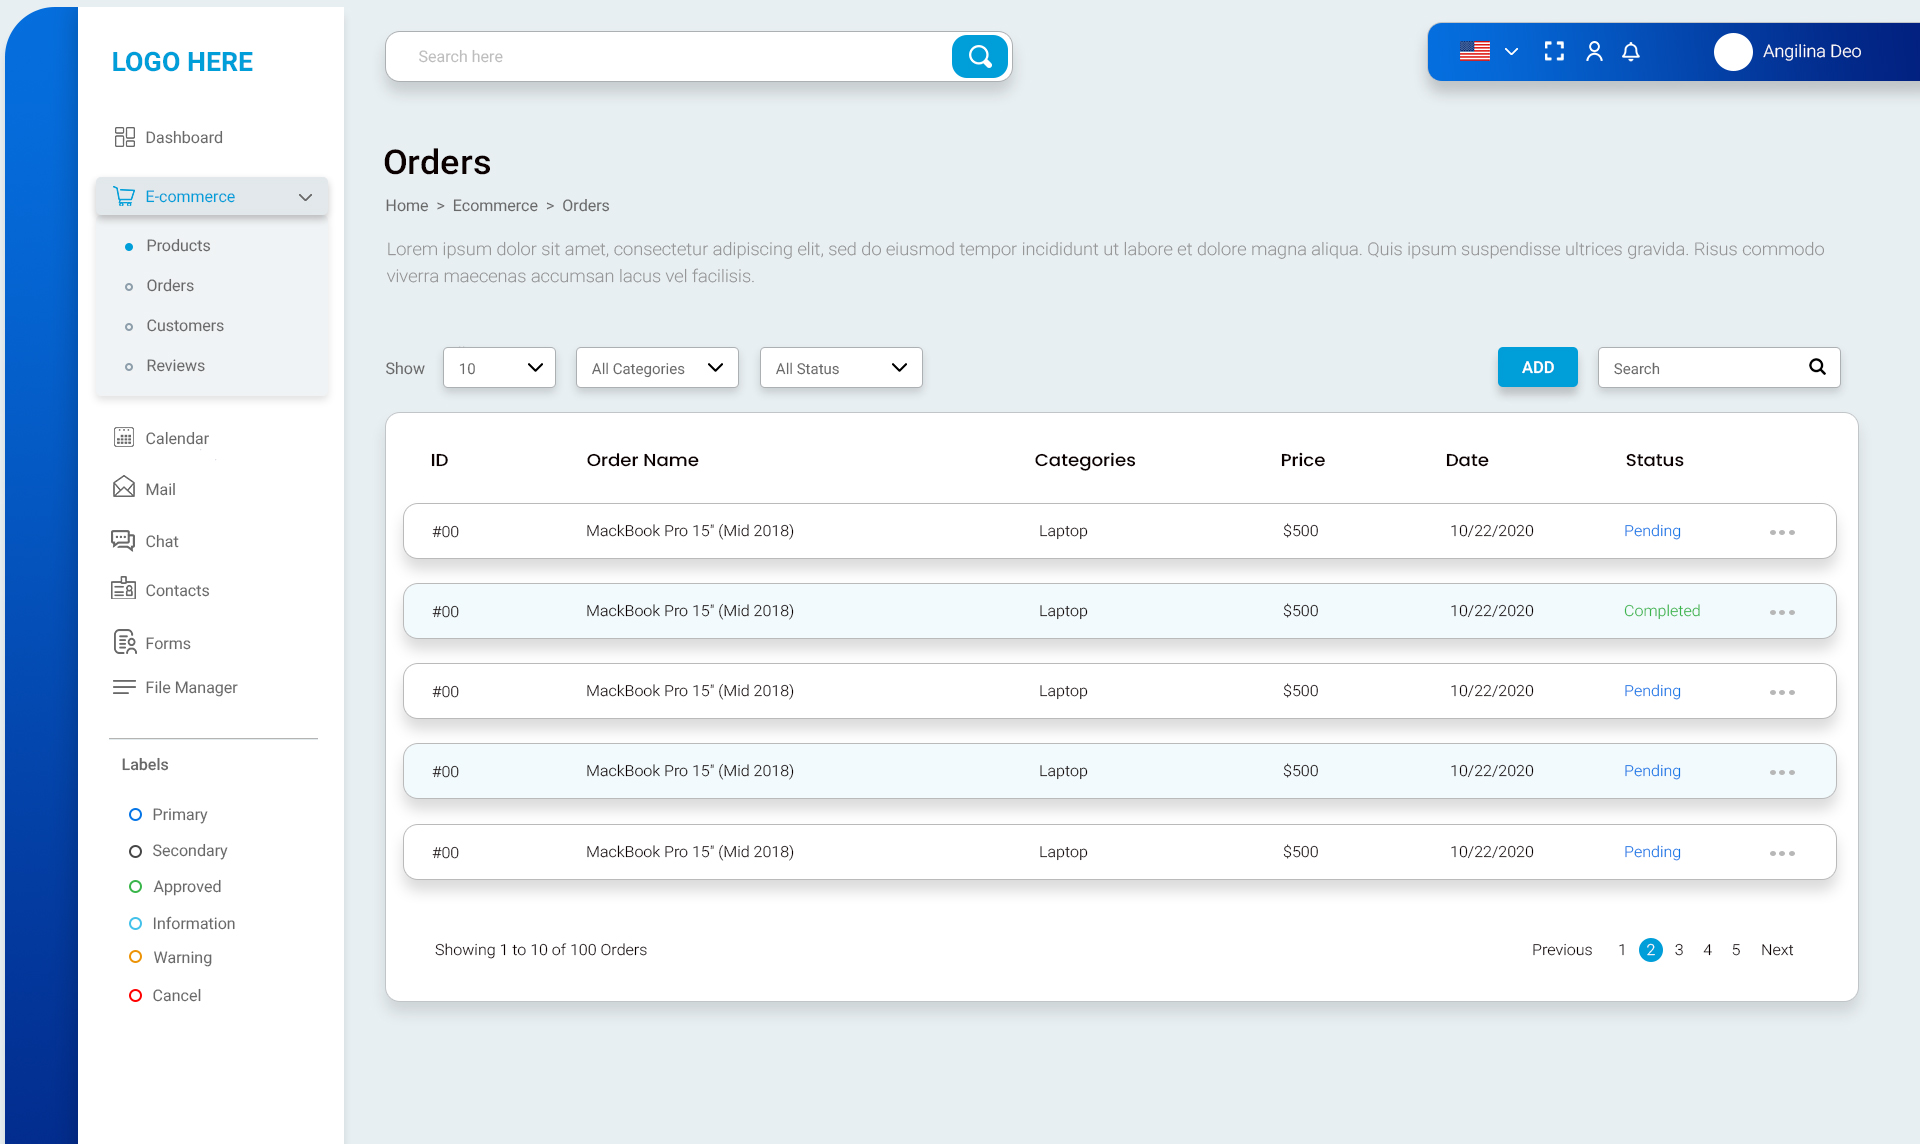 LOGO HERE
Search here
Angilina Deo
Dashboard
E-commerce
Products
Orders
Customers
Reviews
Calendar
Mail
Chat
Contacts
Forms
File Manager
Labels
Primary
Secondary
Approved
Information
Warning
Cancel
Orders
Home > Ecommerce > Orders
Lorem ipsum dolor sit amet, consectetur adipiscing elit, sed do eiusmod tempor incididunt ut labore et dolore magna aliqua. Quis ipsum suspendisse ultrices gravida. Risus commodo
viverra maecenas accumsan lacus vel facilisis.
Show 10 All Categories All Status ADD Search
ID Order Name Categories Price Date Status
#00 MackBook Pro 15" (Mid 2018) Laptop $500 10/22/2020 Pending
#00 MackBook Pro 15" (Mid 2018) Laptop $500 10/22/2020 Completed
#00 MackBook Pro 15" (Mid 2018) Laptop $500 10/22/2020 Pending
#00 MackBook Pro 15" (Mid 2018) Laptop $500 10/22/2020 Pending
#00 MackBook Pro 15" (Mid 2018) Laptop $500 10/22/2020 Pending
Showing 1 to 10 of 100 Orders Previous 1 2 3 4 5 Next